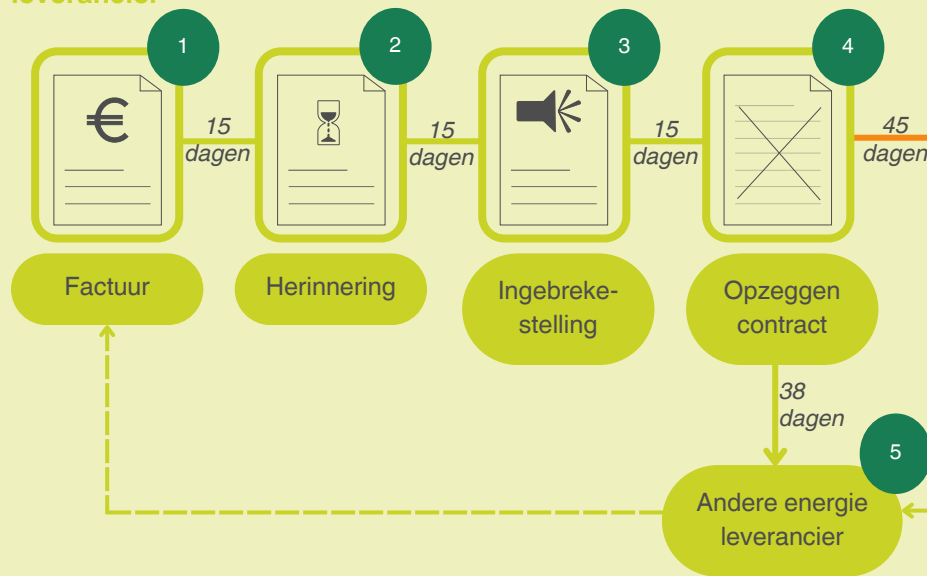 leverancier
1
2
3
4
€
15
dagen
15
dagen
15
dagen
45
dagen
Factuur
Herinnering
Ingebreke-
stelling
Opzeggen
contract
38
dagen
5
Andere energie
leverancier